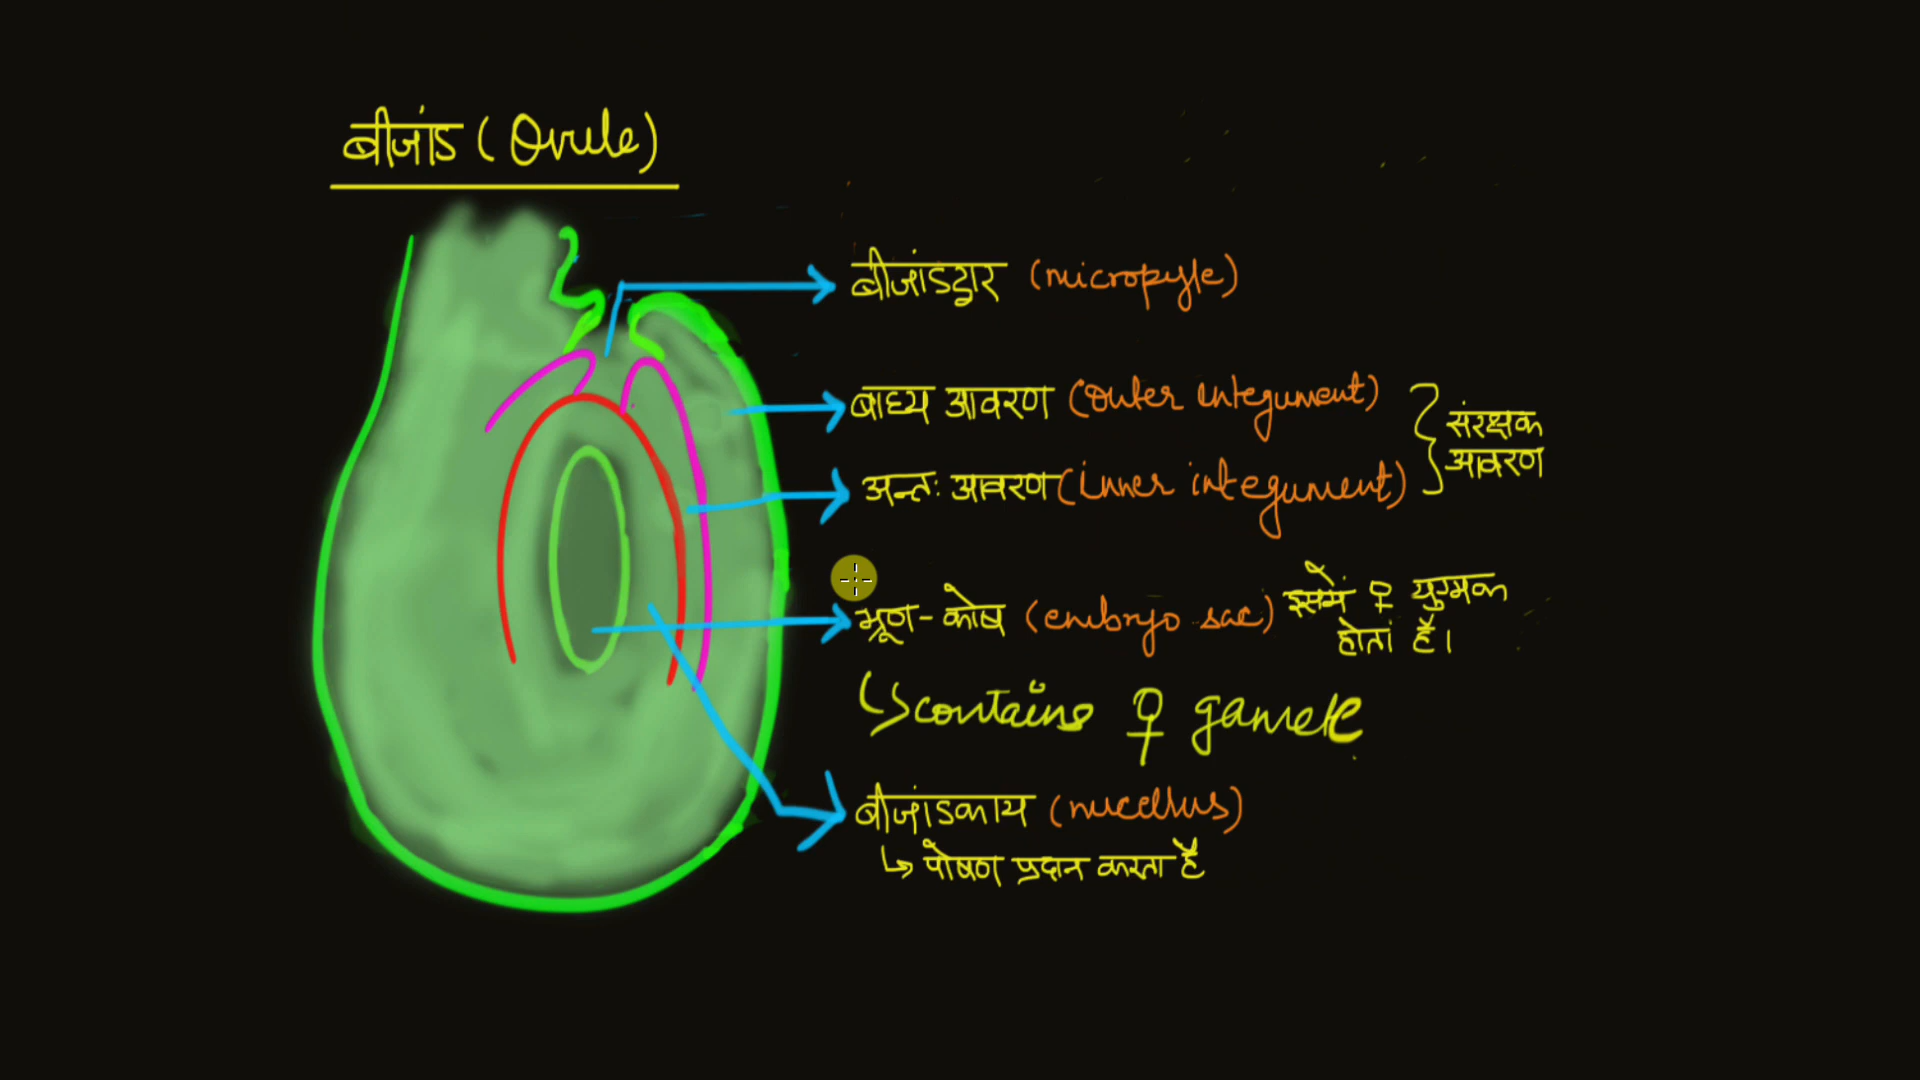 बीजांड (Ovule)
बीजांडद्वार (micropyle)
बाह्य आवरण (Outer integument)
अन्तः आवरण (inner integument)
संरक्षक
आवरण
भ्रूण-कोष (embryo sac) इसमें ♀ युग्मक
होता है।
↳ contains ♀ gamete
बीजांडकाय (nucellus)
↳ पोषण प्रदान करता है